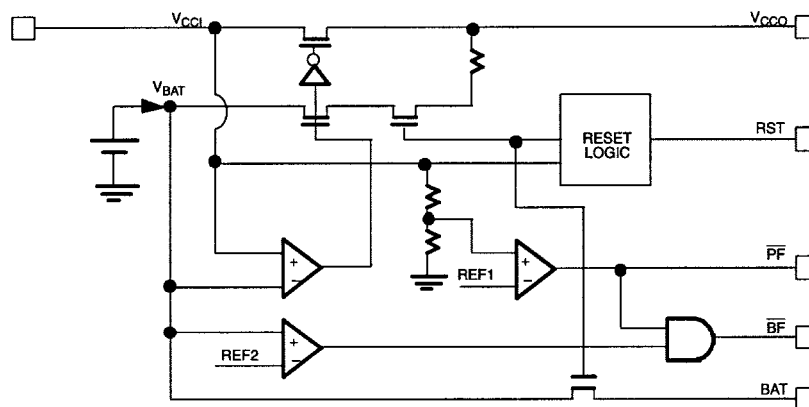 VCCI
VCCO
VBAT
RESET
LOGIC
RST
+
−
REF1
+
−
PF
REF2
+
−
BF
BAT